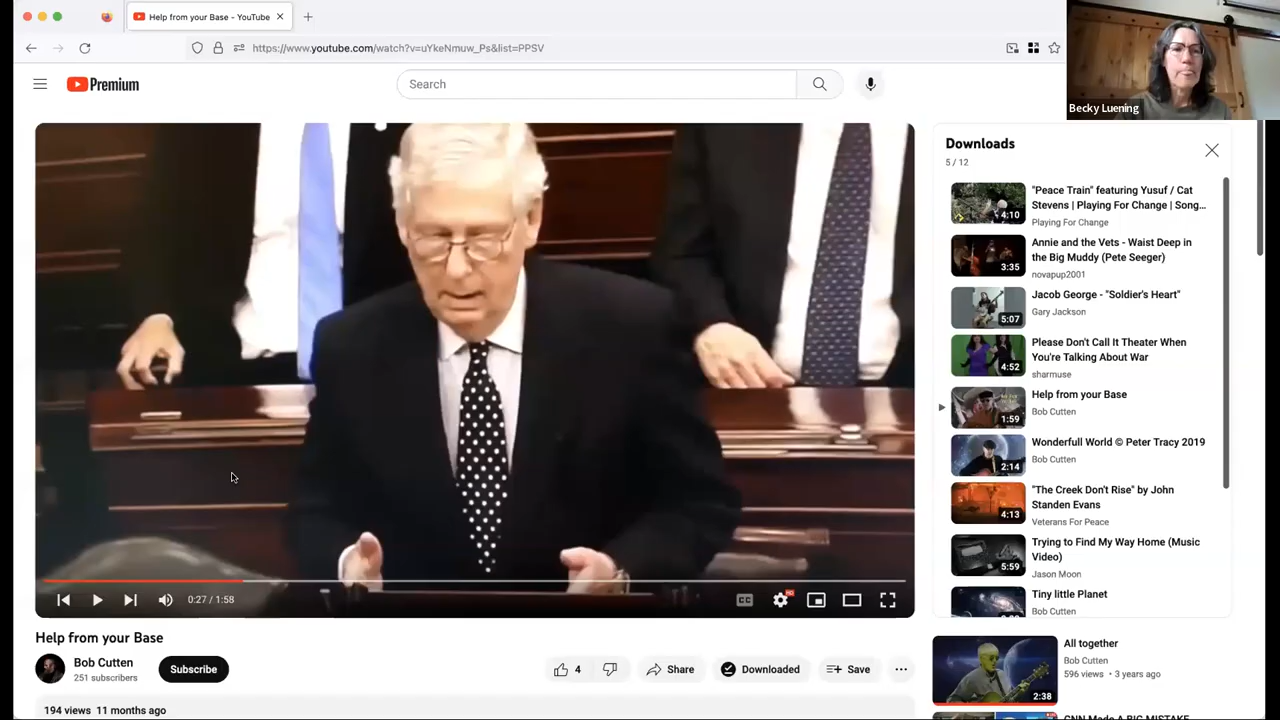 Help from your Base - YouTube
https://www.youtube.com/watch?v=uYkeNmuw_Ps&list=PPSV
Premium
Search
Becky Luening
Downloads
5 / 12
4:10
"Peace Train" featuring Yusuf / Cat
Stevens | Playing For Change | Song...
Playing For Change
3:35
Annie and the Vets - Waist Deep in
the Big Muddy (Pete Seeger)
novapup2001
5:07
Jacob George - "Soldier's Heart"
Gary Jackson
4:52
Please Don't Call It Theater When
You're Talking About War
sharmuse
1:59
Help from your Base
Bob Cutten
2:14
Wonderfull World © Peter Tracy 2019
Bob Cutten
4:13
"The Creek Don't Rise" by John
Standen Evans
Veterans For Peace
5:59
Trying to Find My Way Home (Music
Video)
Jason Moon
Tiny little Planet
Bob Cutten
0:27 / 1:58
CC
HD
Help from your Base
Bob Cutten
251 subscribers
Subscribe
4
Share
Downloaded
Save
194 views 11 months ago
2:38
All together
Bob Cutten
596 views • 3 years ago
CNN Made A BIG MISTAKE